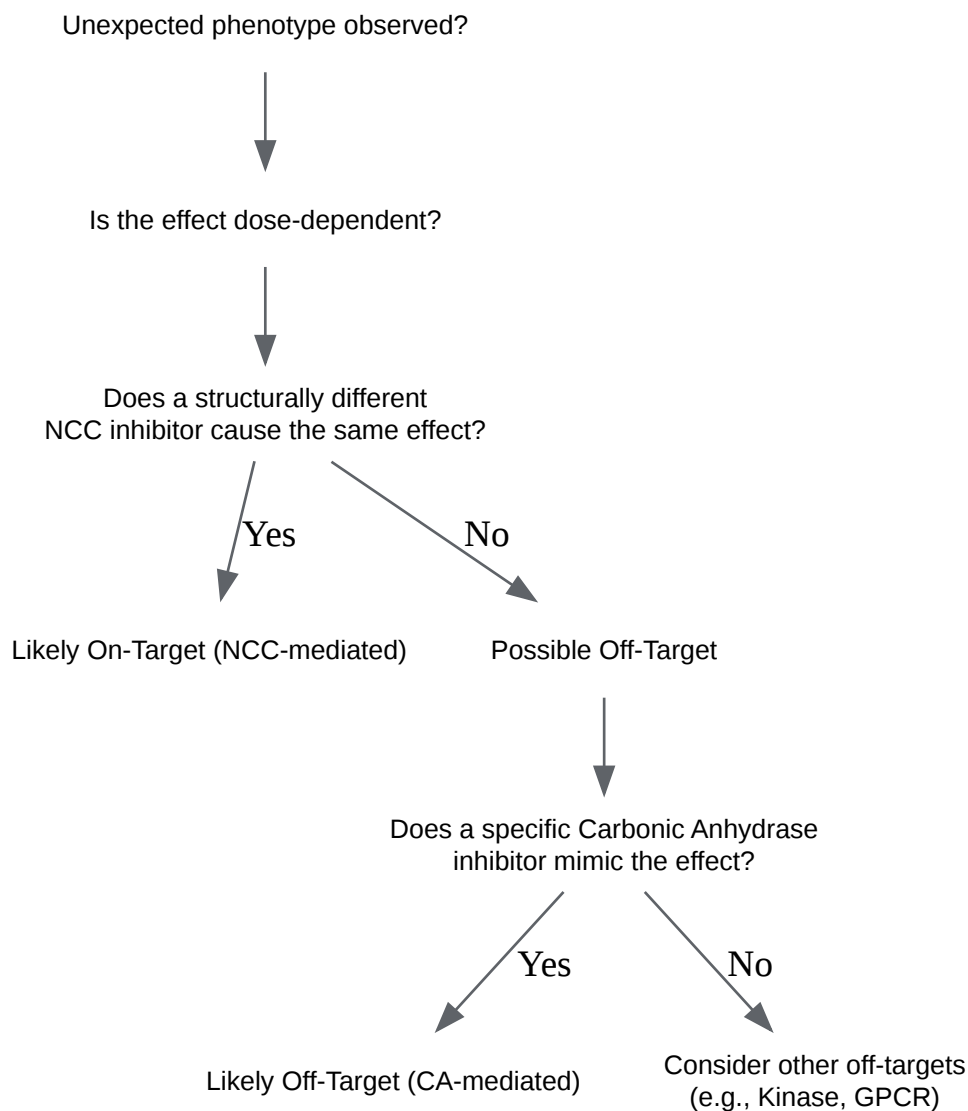 Unexpected phenotype observed?
Is the effect dose-dependent?
Does a structurally different
NCC inhibitor cause the same effect?
Yes
No
Likely On-Target (NCC-mediated)
Possible Off-Target
Does a specific Carbonic Anhydrase
inhibitor mimic the effect?
Yes
No
Likely Off-Target (CA-mediated)
Consider other off-targets
(e.g., Kinase, GPCR)